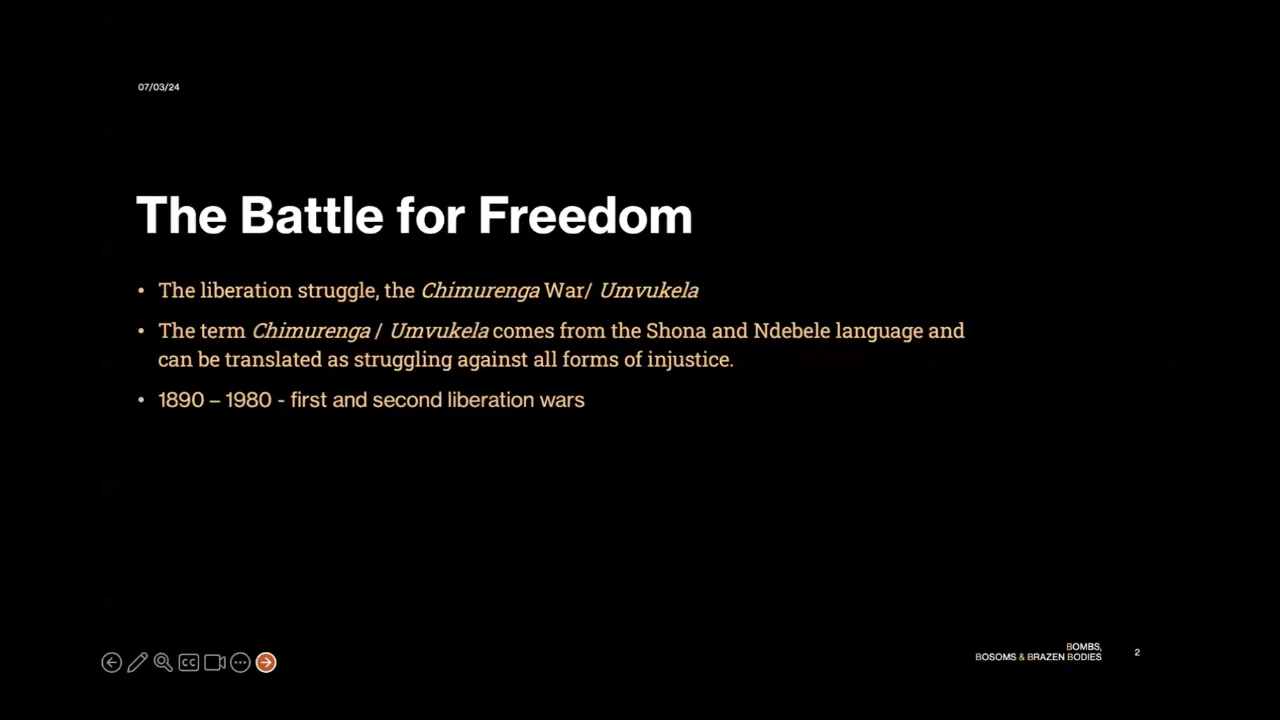 07/03/24
The Battle for Freedom
• The liberation struggle, the Chimurenga War/ Umvukela
• The term Chimurenga / Umvukela comes from the Shona and Ndebele language and
can be translated as struggling against all forms of injustice.
• 1890 – 1980 - first and second liberation wars
CC
BOMBS,
BOSOMS & BRAZEN BODIES
2